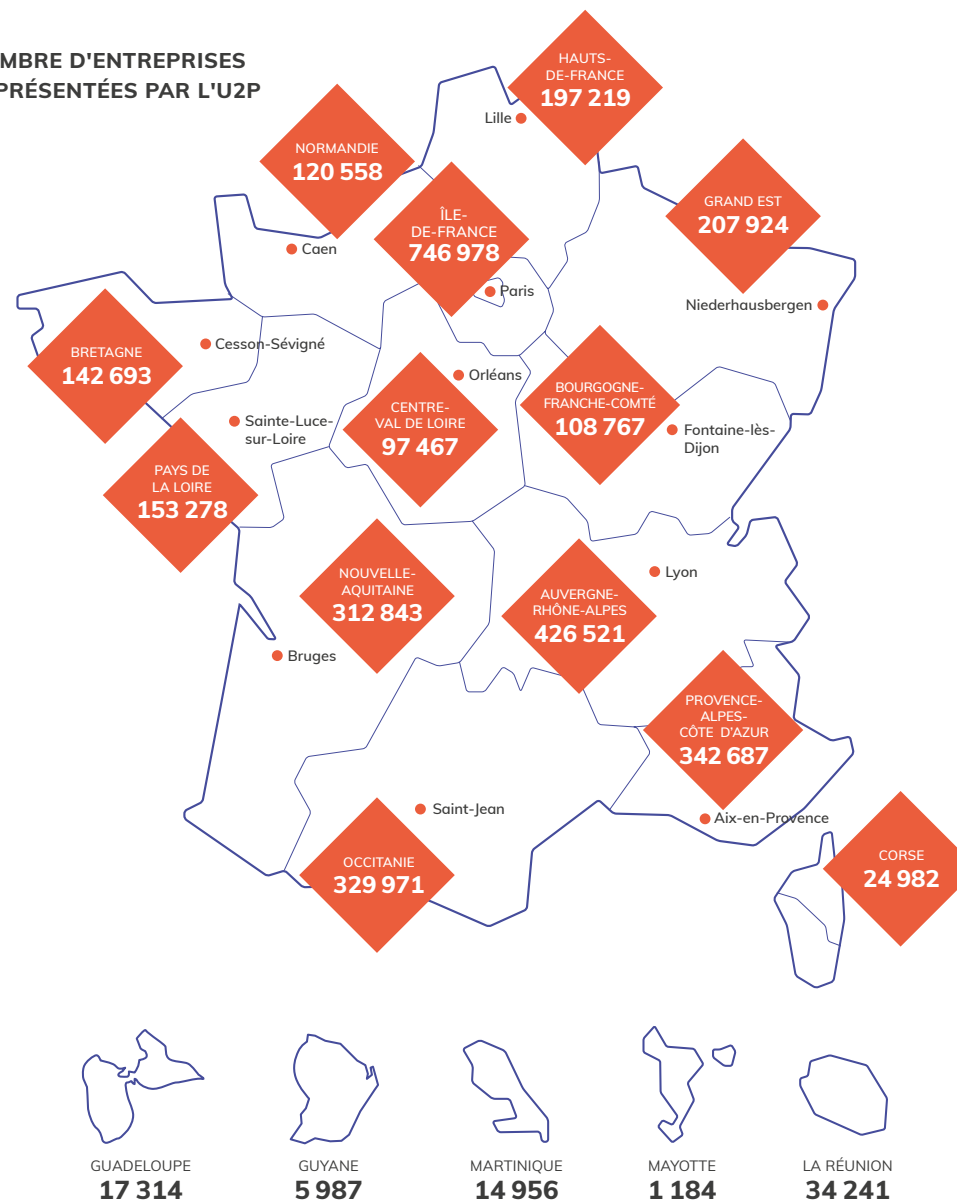 MBRE D'ENTREPRISES
PRÉSENTÉES PAR L'U2P
HAUTS-
DE-FRANCE
197 219
Lille
NORMANDIE
120 558
Caen
ÎLE-
DE-FRANCE
746 978
Paris
GRAND EST
207 924
Niederhausbergen
BRETAGNE
142 693
Cesson-Sévigné
Orléans
CENTRE-
VAL DE LOIRE
97 467
BOURGOGNE-
FRANCHE-COMTÉ
108 767
Fontaine-lès-
Dijon
Sainte-Luce-
sur-Loire
PAYS DE
LA LOIRE
153 278
NOUVELLE-
AQUITAINE
312 843
Bruges
AUVERGNE-
RHÔNE-ALPES
426 521
Lyon
PROVENCE-
ALPES-
CÔTE D'AZUR
342 687
Aix-en-Provence
Saint-Jean
OCCITANIE
329 971
CORSE
24 982
GUADELOUPE
17 314
GUYANE
5 987
MARTINIQUE
14 956
MAYOTTE
1 184
LA RÉUNION
34 241